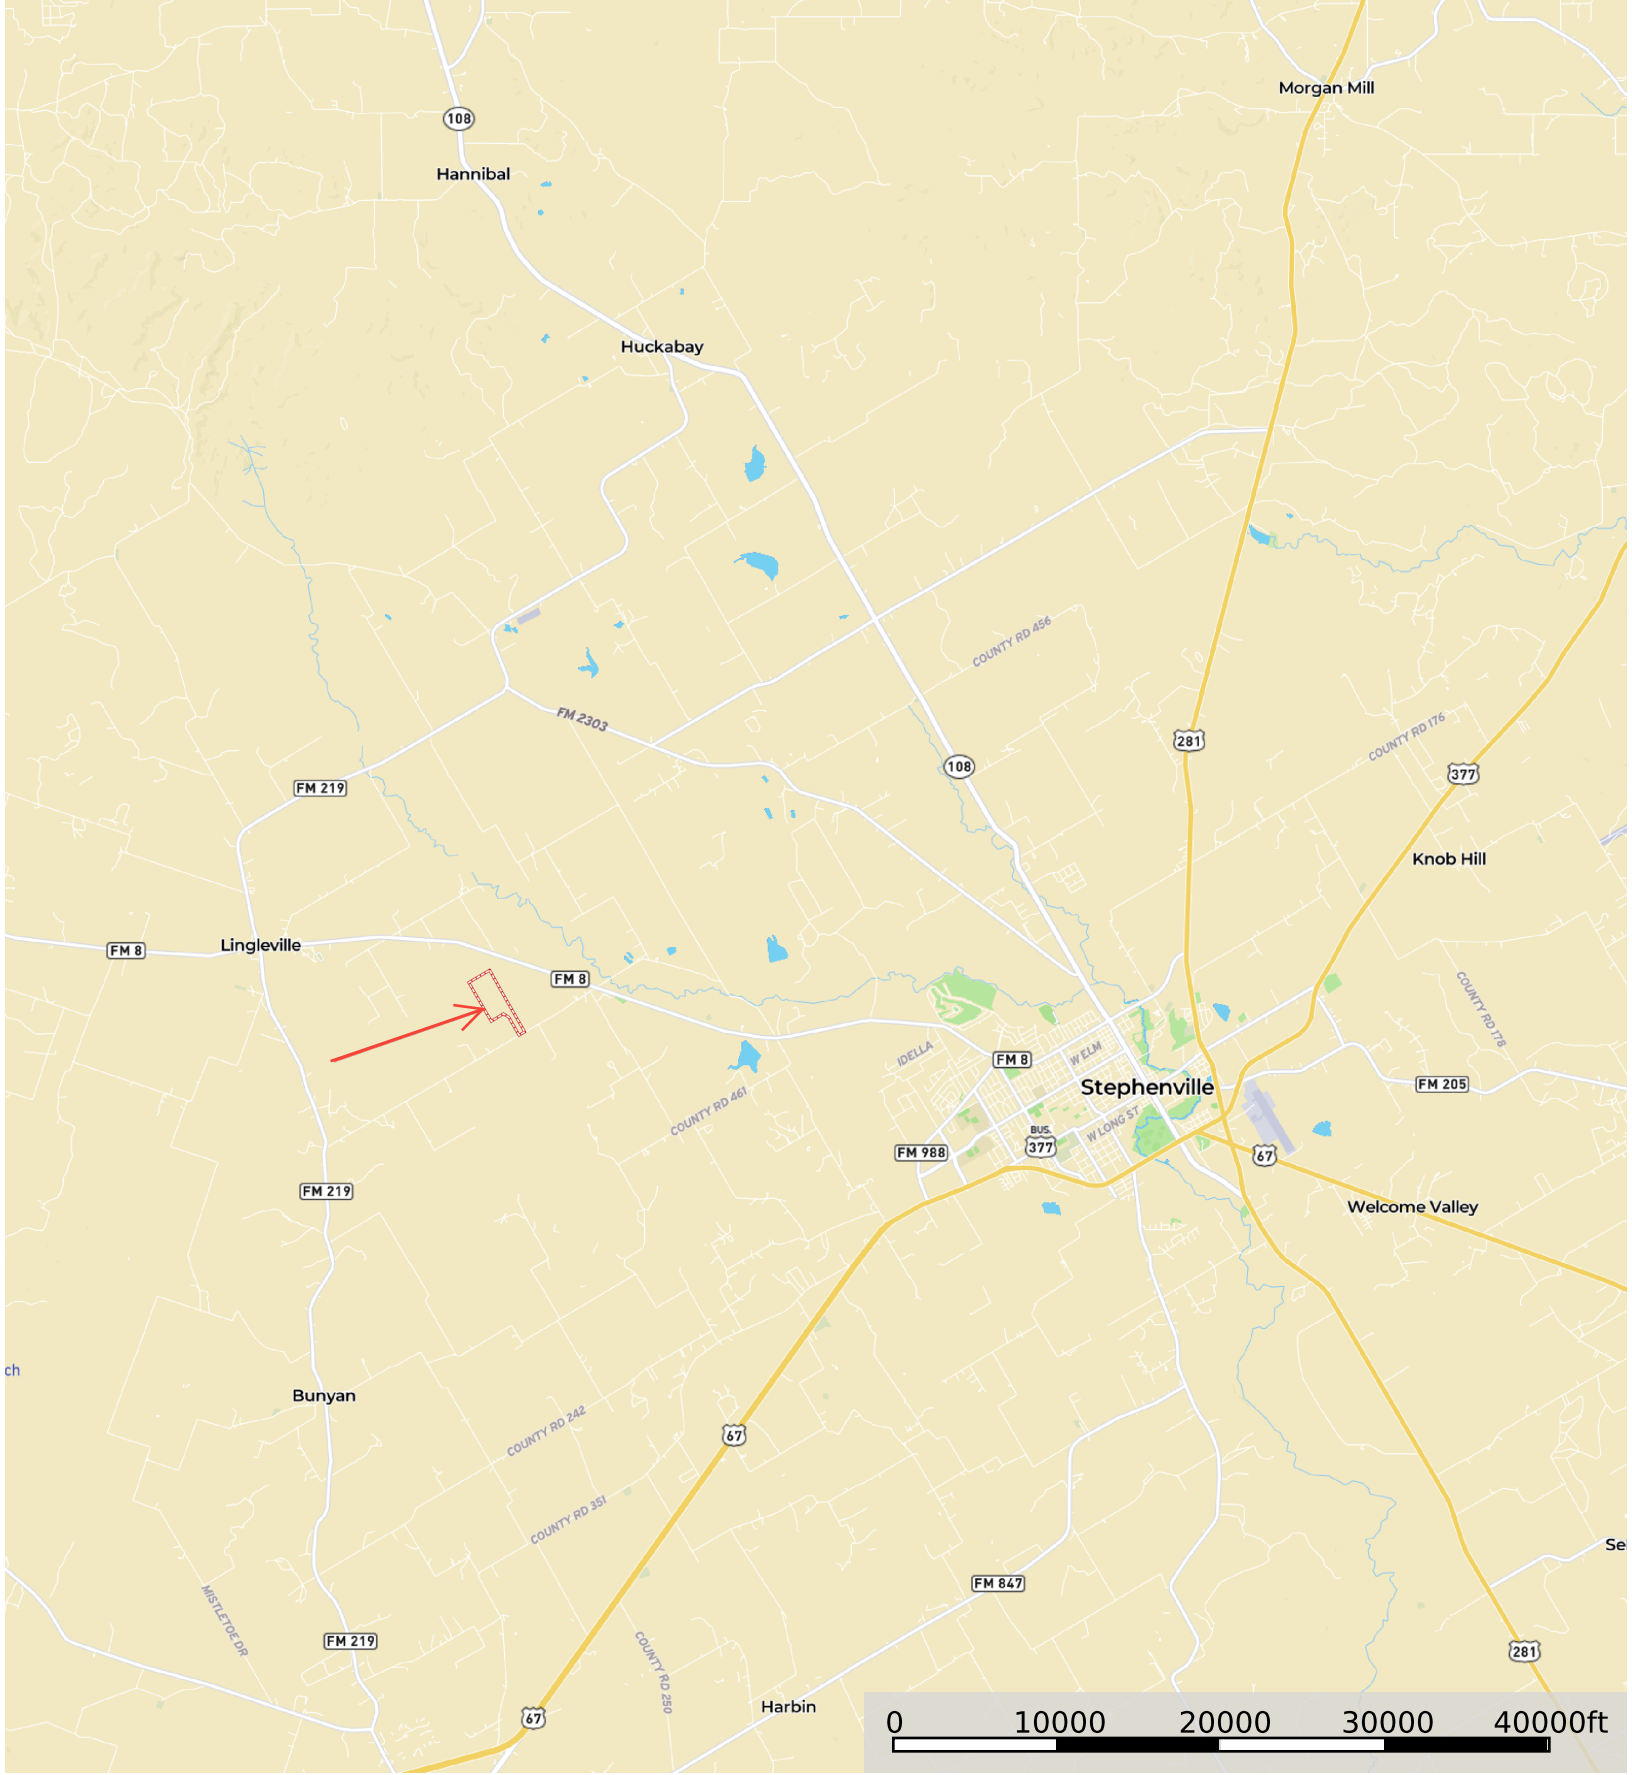 Morgan Mill
108
Hannibal
Huckabay
COUNTY RD 456
FM 2303
COUNTY RD 176
281
108
377
FM 219
Knob Hill
Lingleville
FM 8
FM 8
COUNTY RD 178
IDELLA
W ELM
FM 8
Stephenville
FM 205
COUNTY RD 461
W LONG ST
BUS.
377
FM 988
67
FM 219
Welcome Valley
ch
Bunyan
COUNTY RD 242
67
COUNTY RD 351
Se
FM 847
MISTLETOE DR
FM 219
COUNTY RD 250
281
Harbin
67
0 10000 20000 30000 40000ft